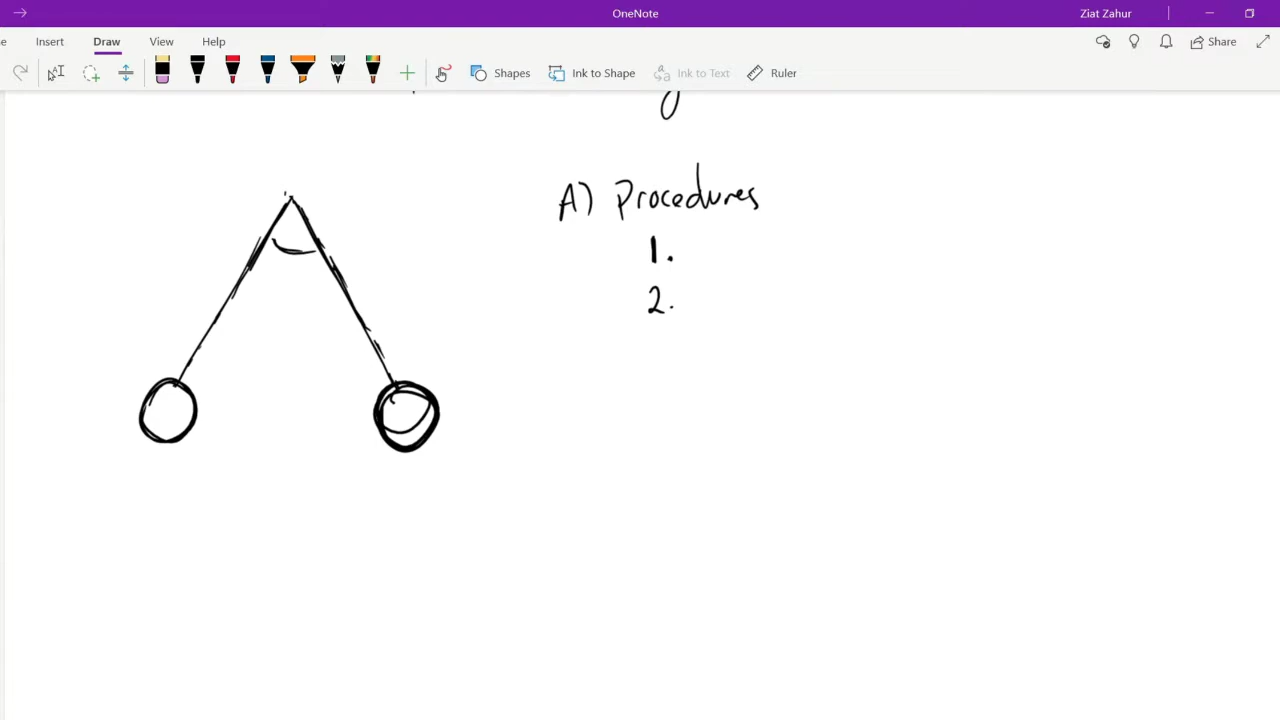 OneNote
Ziat Zahur
e Insert Draw View Help
Share
Shapes Ink to Shape Ink to Text Ruler
A) Procedures
1.
2.